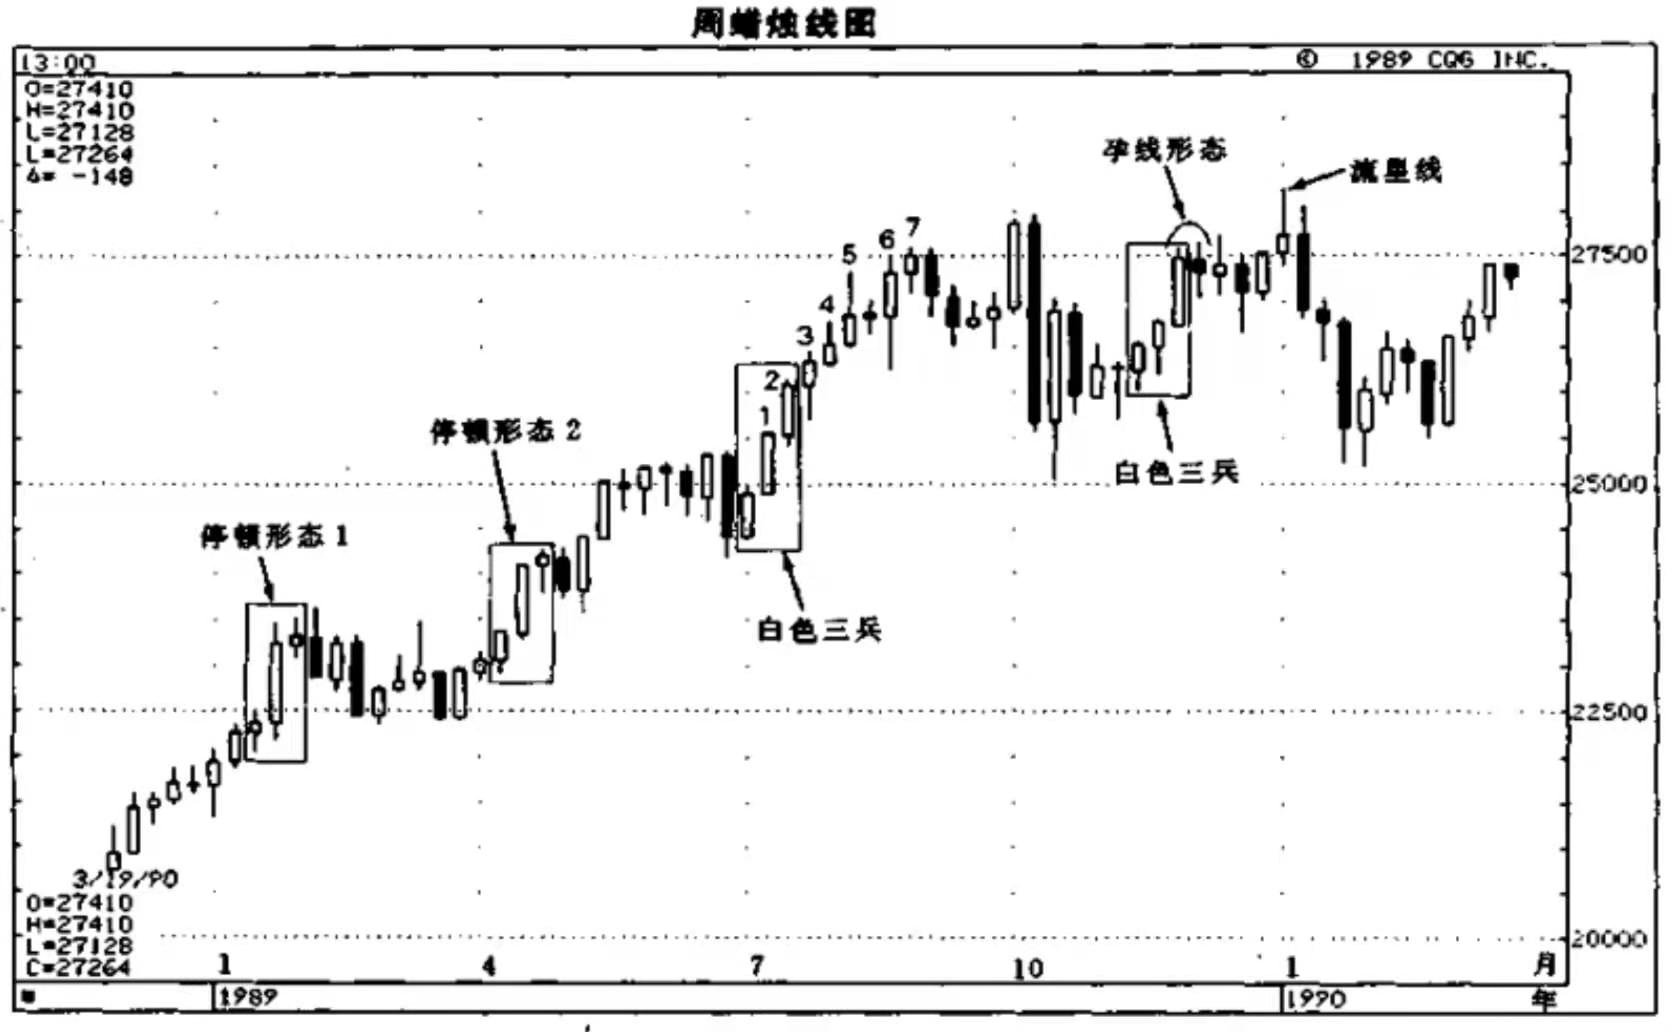 周蜡烛线图
13:00
© 1989 CQG INC.
O=27410
H=27410
L=27128
L=27264
Δ= -148
孕线形态
流星线
7
6
5
27500
4
3
2
1
停顿形态2
白色三兵
25000
停顿形态1
白色三兵
22500
3/19/90
O=27410
H=27410
L=27128
C=27264
20000
1 4 7 10 1 月
1989 1990 年